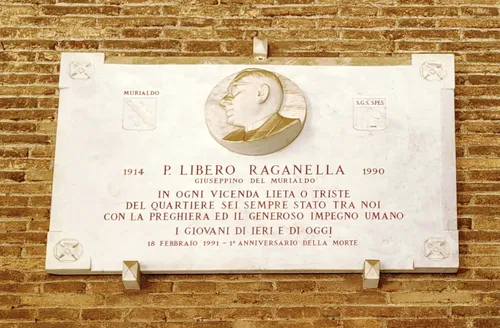 MURIALDO
S.G.S. SPES
1914 P. LIBERO RAGANELLA 1990
GIUSEPPINO DEL MURIALDO
IN OGNI VICENDA LIETA O TRISTE
DEL QUARTIERE SEI SEMPRE STATO TRA NOI
CON LA PREGHIERA ED IL GENEROSO IMPEGNO UMANO
I GIOVANI DI IERI E DI OGGI
18 FEBBRAIO 1991 - 1º ANNIVERSARIO DELLA MORTE